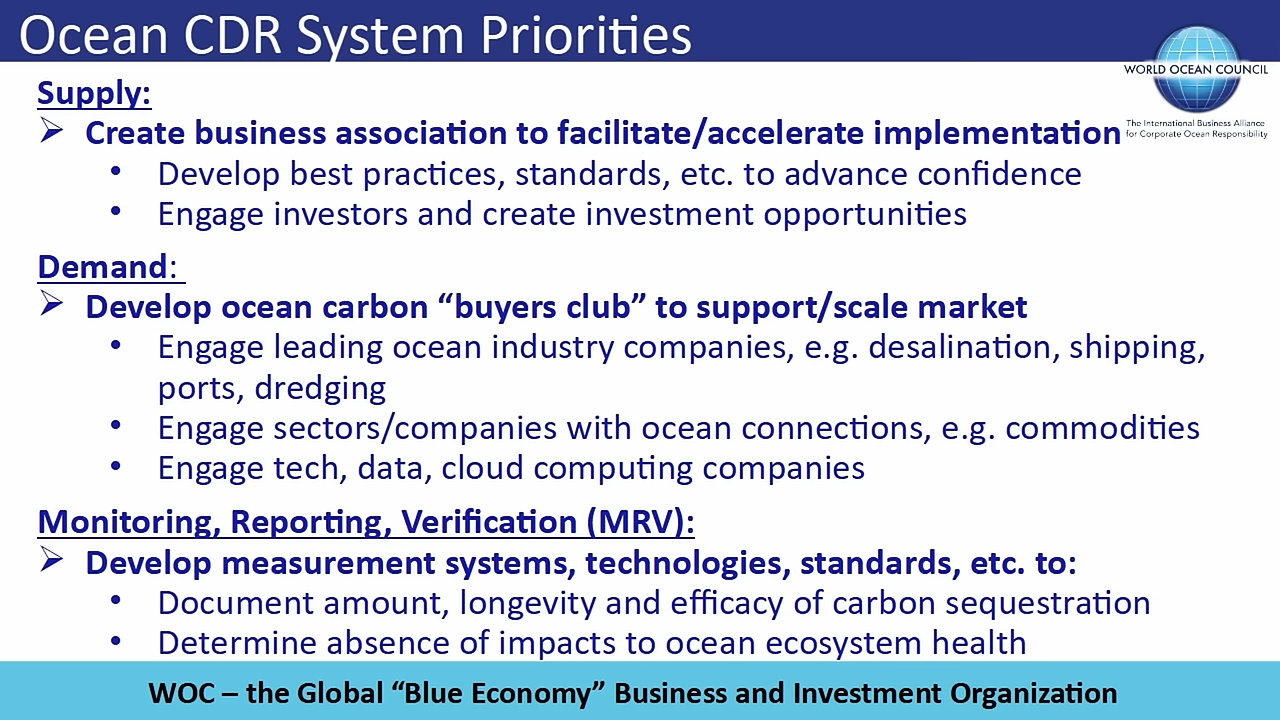 Ocean CDR System Priorities
WORLD OCEAN COUNCIL
The International Business Alliance
for Corporate Ocean Responsibility
Supply:
➢ Create business association to facilitate/accelerate implementation
• Develop best practices, standards, etc. to advance confidence
• Engage investors and create investment opportunities
Demand:
➢ Develop ocean carbon “buyers club” to support/scale market
• Engage leading ocean industry companies, e.g. desalination, shipping,
ports, dredging
• Engage sectors/companies with ocean connections, e.g. commodities
• Engage tech, data, cloud computing companies
Monitoring, Reporting, Verification (MRV):
➢ Develop measurement systems, technologies, standards, etc. to:
• Document amount, longevity and efficacy of carbon sequestration
• Determine absence of impacts to ocean ecosystem health
WOC – the Global “Blue Economy” Business and Investment Organization